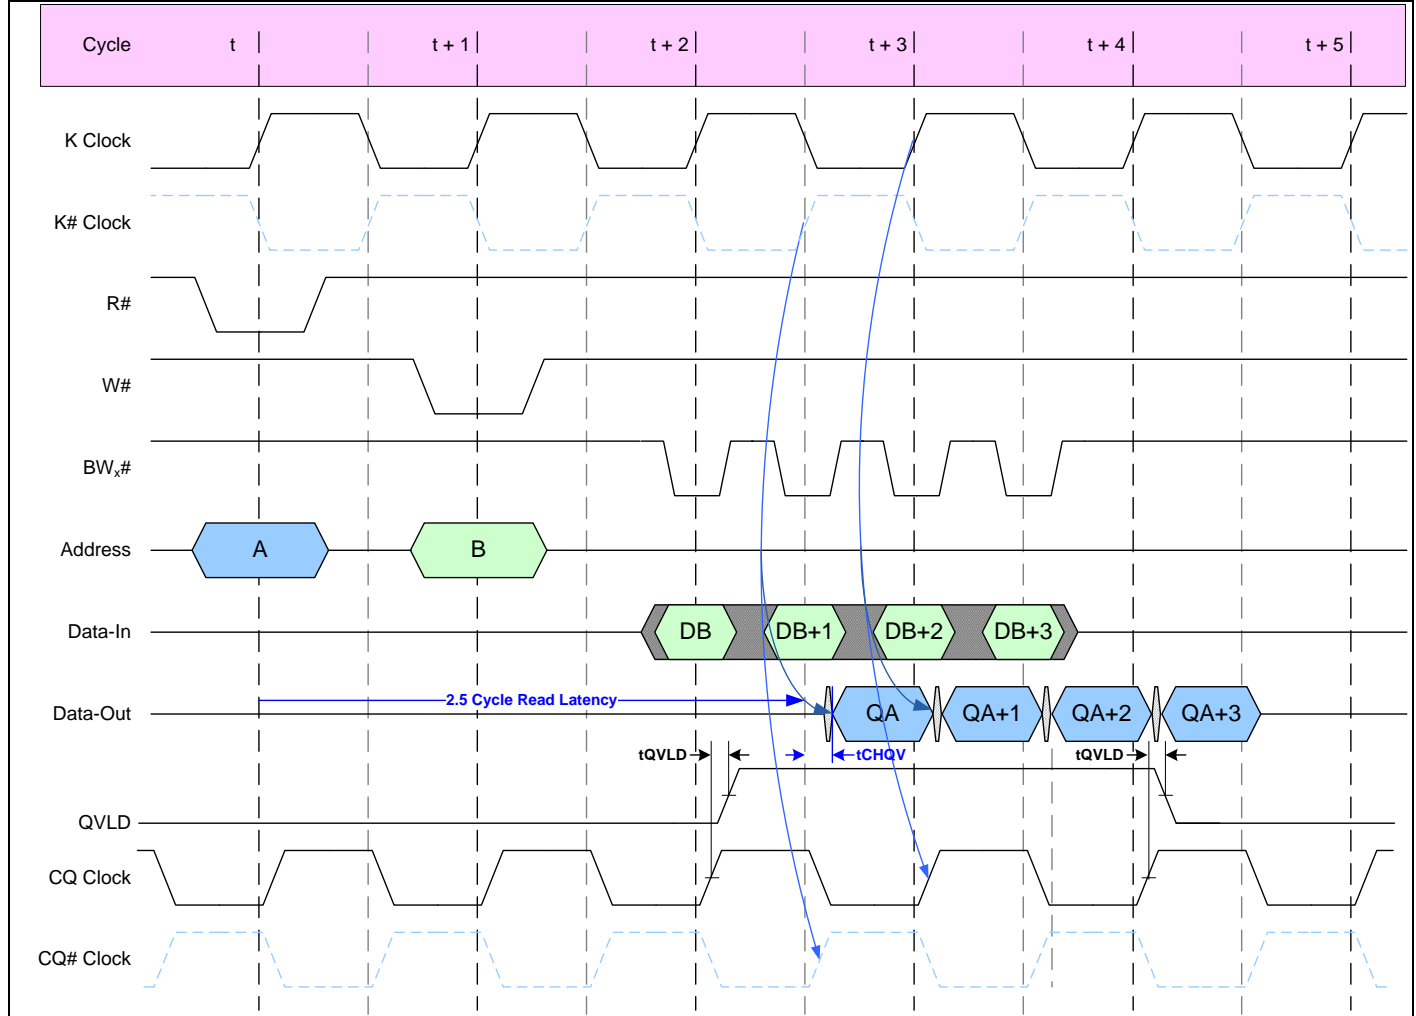 Cycle t t + 1 t + 2 t + 3 t + 4 t + 5
K Clock
K# Clock
R#
W#
BWx#
Address A B
Data-In DB DB+1 DB+2 DB+3
2.5 Cycle Read Latency
Data-Out QA QA+1 QA+2 QA+3
tQVLD tCHQV tQVLD
QVLD
CQ Clock
CQ# Clock